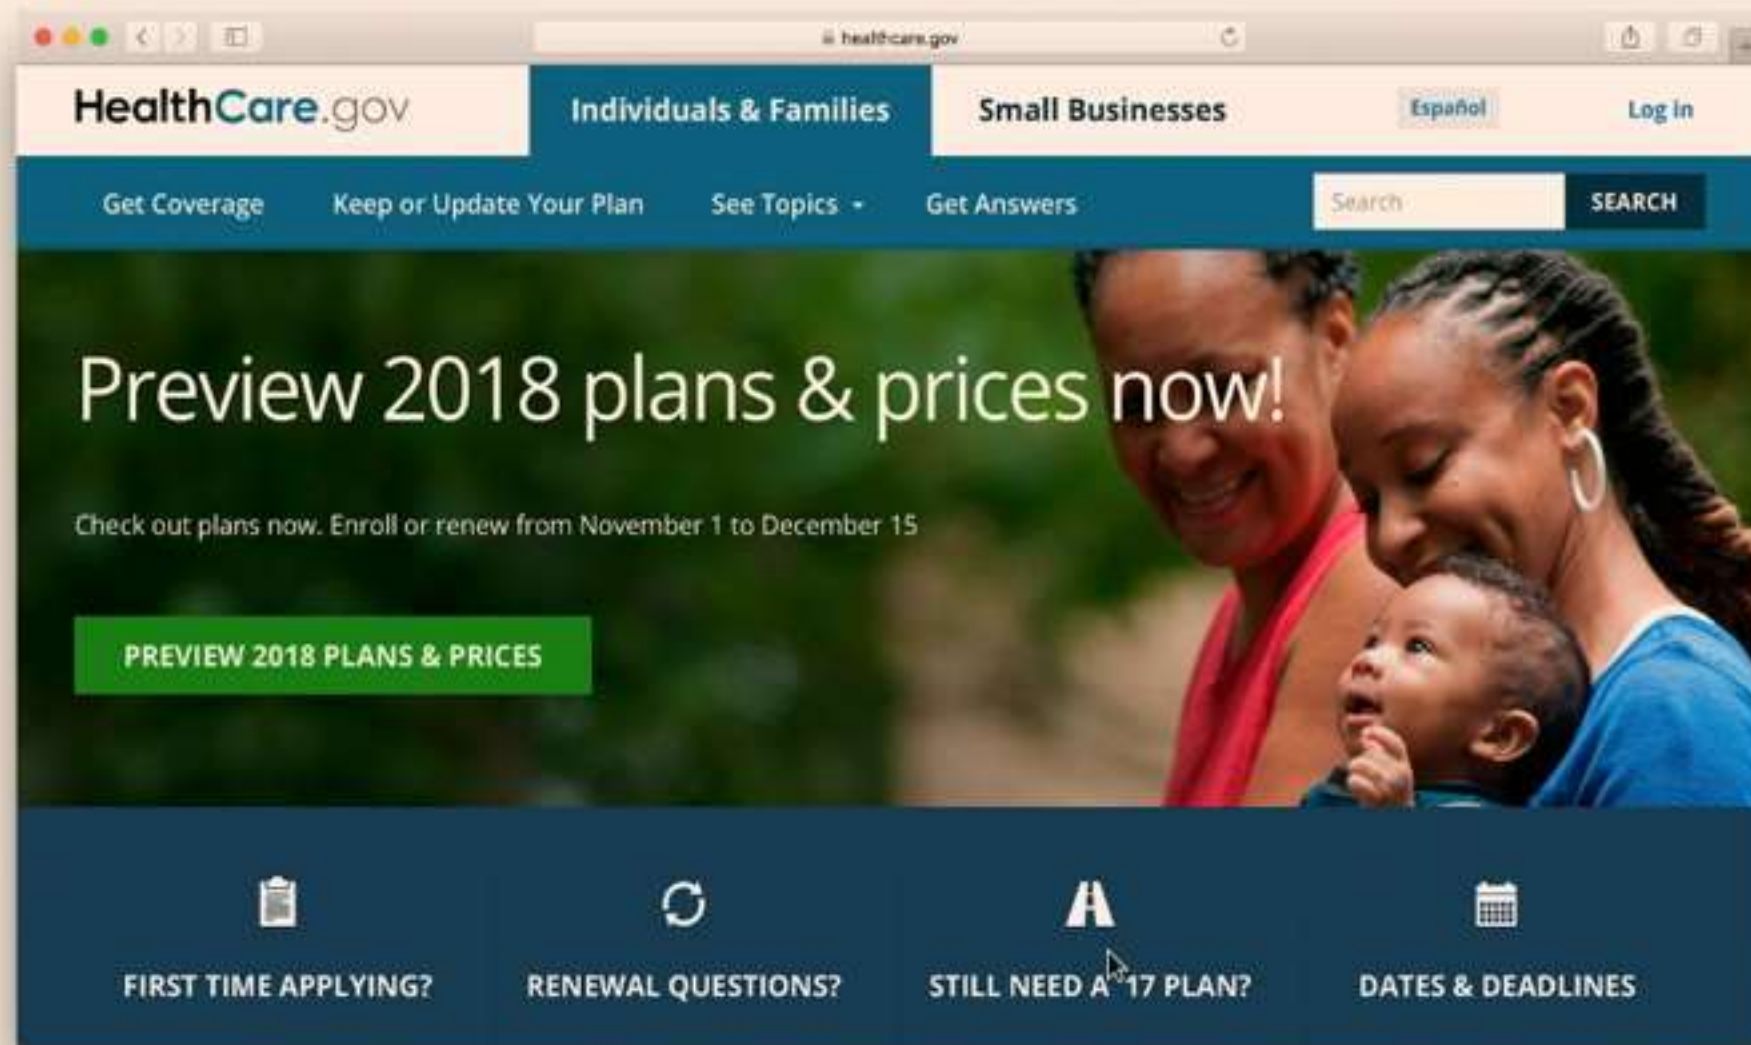 healthcare.gov
HealthCare.gov
Individuals & Families
Small Businesses
Español
Log in
Get Coverage
Keep or Update Your Plan
See Topics
Get Answers
Search
SEARCH
Preview 2018 plans & prices now!
Check out plans now. Enroll or renew from November 1 to December 15
PREVIEW 2018 PLANS & PRICES
FIRST TIME APPLYING?
RENEWAL QUESTIONS?
STILL NEED A '17 PLAN?
DATES & DEADLINES